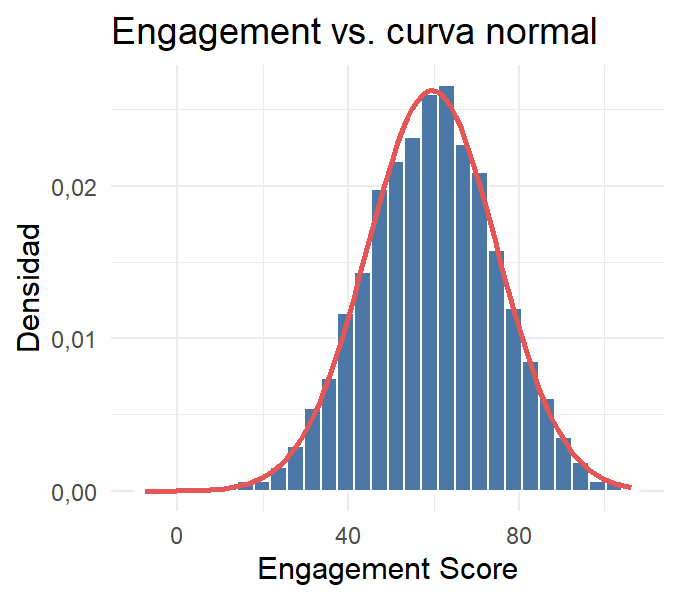 Engagement vs. curva normal
Densidad
0,02
0,01
0,00
0
40
80
Engagement Score